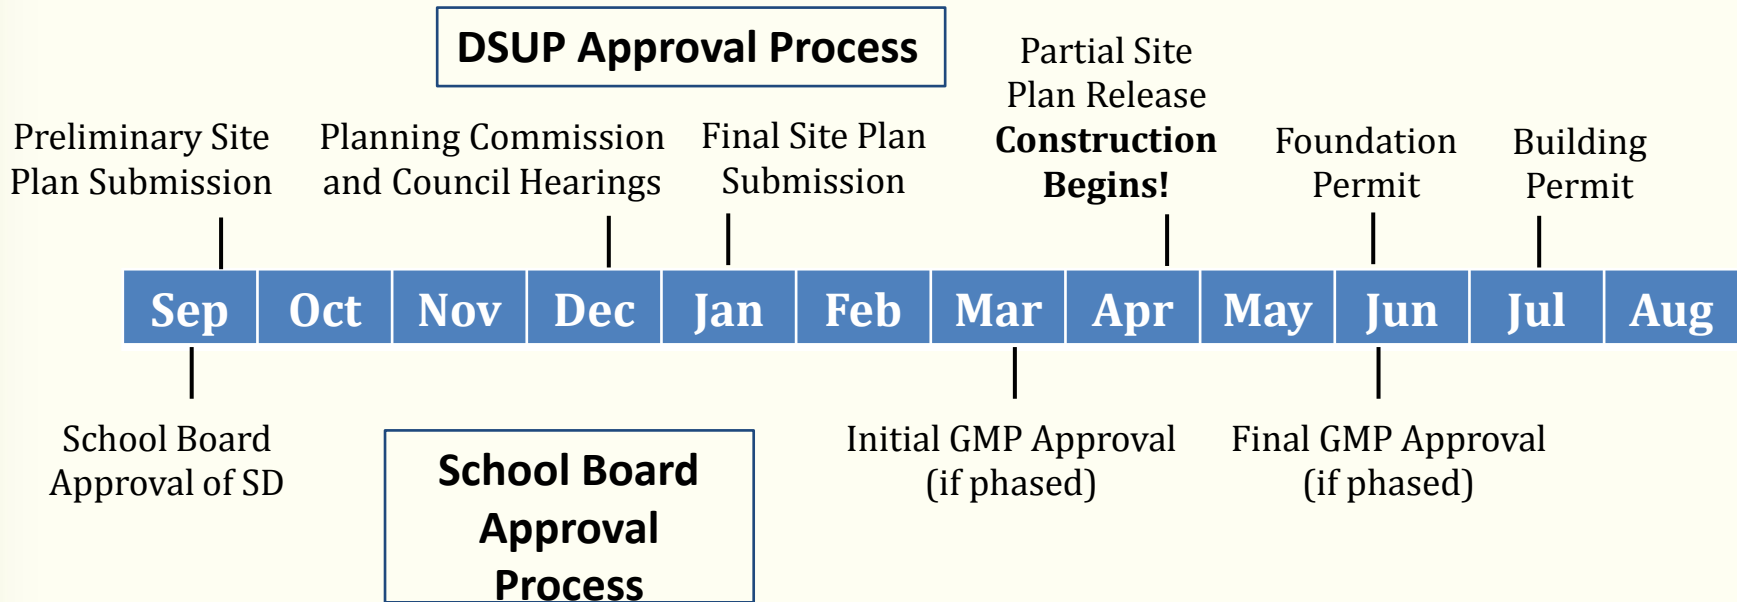 DSUP Approval Process
Preliminary Site
Plan Submission
Planning Commission
and Council Hearings
Final Site Plan
Submission
Partial Site
Plan Release
Construction
Begins!
Foundation
Permit
Building
Permit
Sep Oct Nov Dec Jan Feb Mar Apr May Jun Jul Aug
School Board
Approval of SD
School Board
Approval
Process
Initial GMP Approval
(if phased)
Final GMP Approval
(if phased)